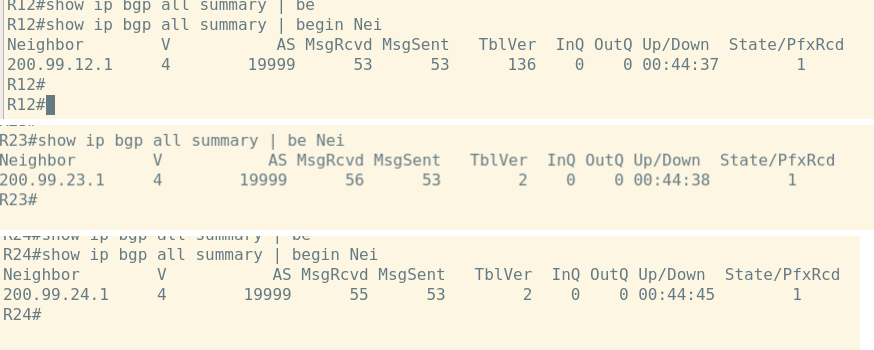 R12#show ip bgp all summary | be
R12#show ip bgp all summary | begin Nei
Neighbor V AS MsgRcvd MsgSent TblVer InQ OutQ Up/Down State/PfxRcd
200.99.12.1 4 19999 53 53 136 0 0 00:44:37 1
R12#
R12#
R23#show ip bgp all summary | be Nei
Neighbor V AS MsgRcvd MsgSent TblVer InQ OutQ Up/Down State/PfxRcd
200.99.23.1 4 19999 56 53 2 0 0 00:44:38 1
R23#
R24#show ip bgp all summary | be
R24#show ip bgp all summary | begin Nei
Neighbor V AS MsgRcvd MsgSent TblVer InQ OutQ Up/Down State/PfxRcd
200.99.24.1 4 19999 55 53 2 0 0 00:44:45 1
R24#